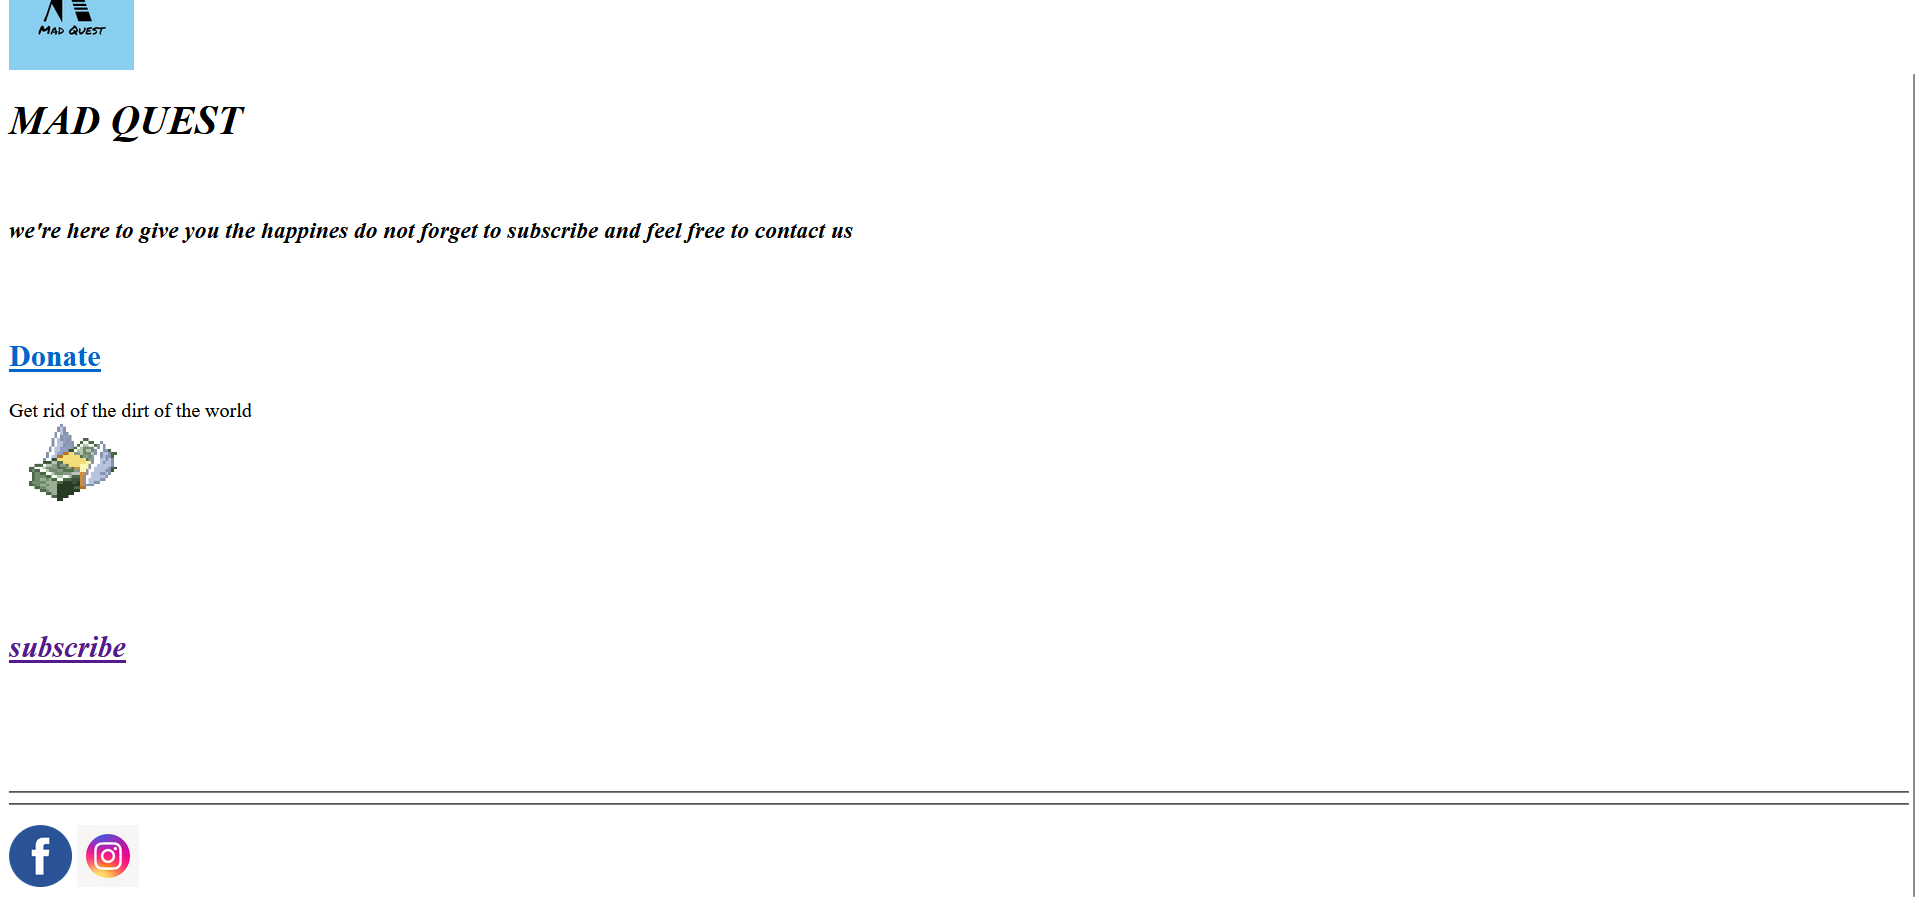 Mad Quest
MAD QUEST
we're here to give you the happines do not forget to subscribe and feel free to contact us
Donate
Get rid of the dirt of the world
subscribe
f